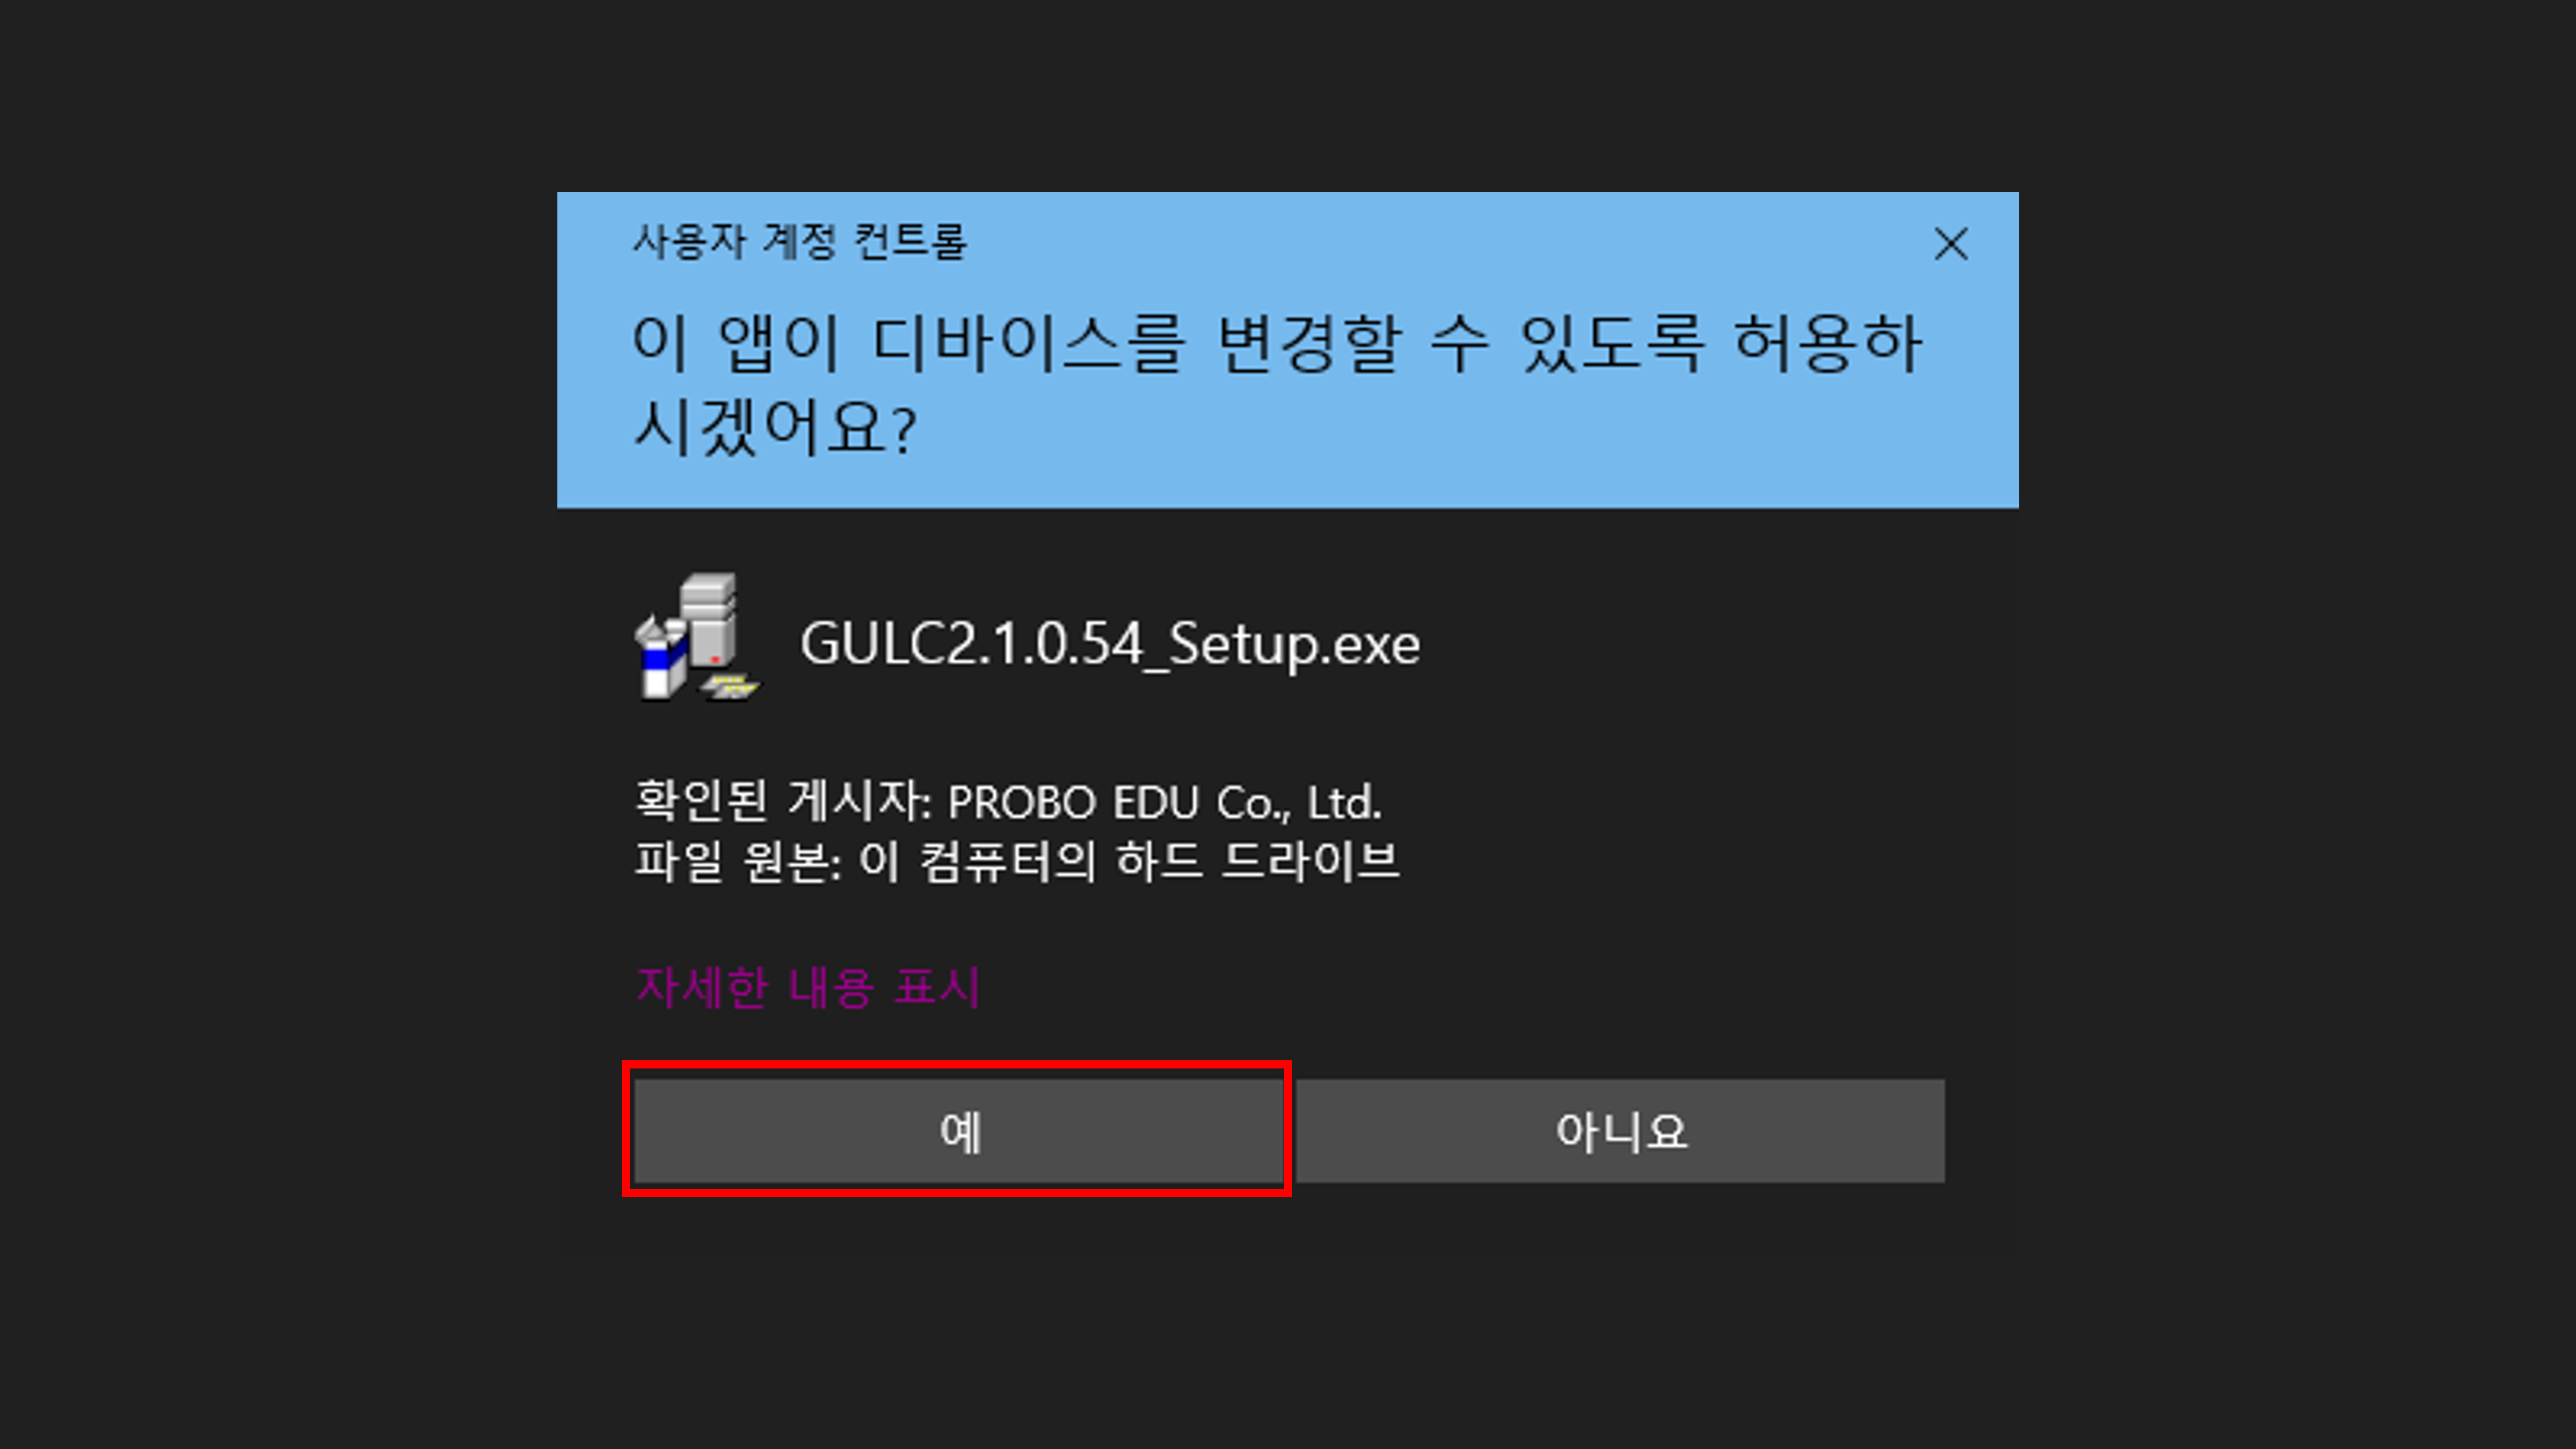 사용자 계정 컨트롤
이 앱이 디바이스를 변경할 수 있도록 허용하
시겠어요?
GULC2.1.0.54_Setup.exe
확인된 게시자: PROBO EDU Co., Ltd.
파일 원본: 이 컴퓨터의 하드 드라이브
자세한 내용 표시
예
아니요